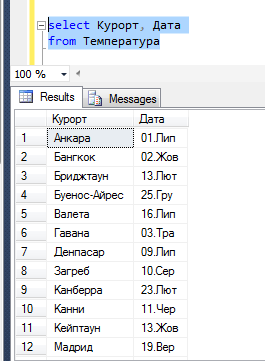 select Курорт, Дата
from Температура
100 %
Results Messages
Курорт Дата
1 Анкара 01.Лип
2 Бангкок 02.Жов
3 Бриджтаун 13.Лют
4 Буенос-Айрес 25.Гру
5 Валета 16.Лип
6 Гавана 03.Тра
7 Денпасар 09.Лип
8 Загреб 10.Сер
9 Канберра 23.Лют
10 Канни 11.Чер
11 Кейптаун 13.Жов
12 Мадрид 19.Вер